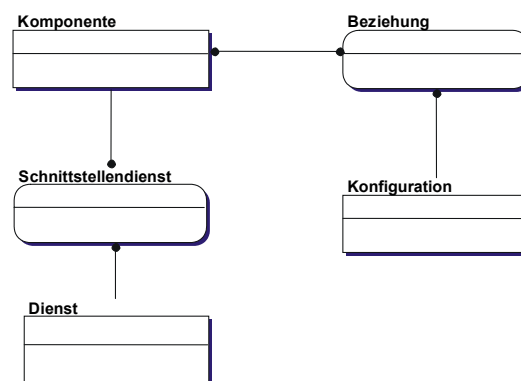 Komponente
Beziehung
Schnittstellendienst
Konfiguration
Dienst